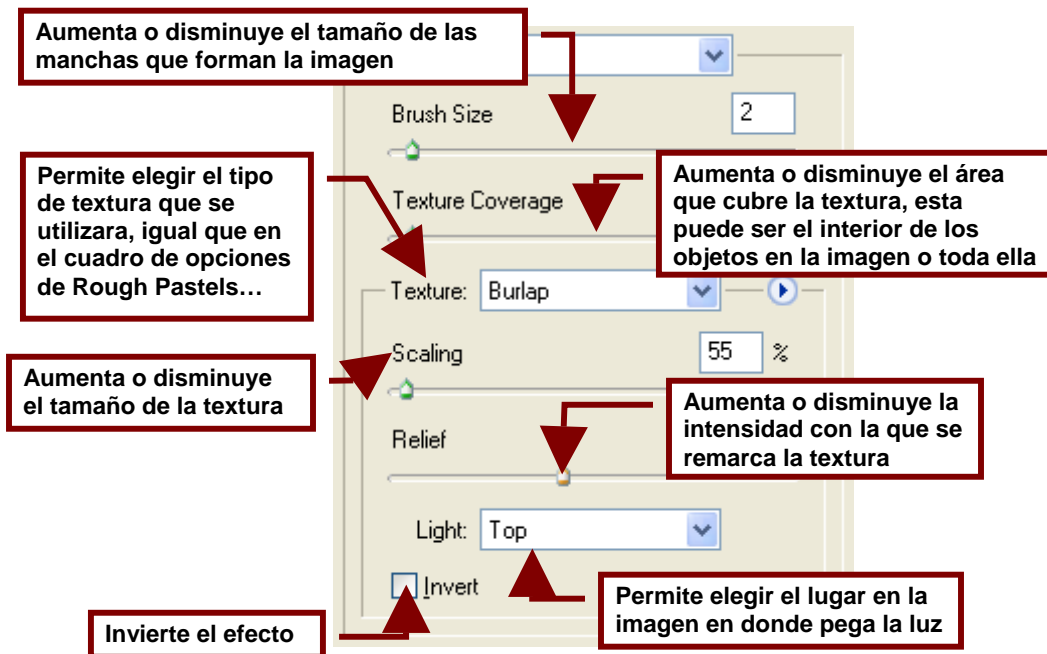 Aumenta o disminuye el tamaño de las
manchas que forman la imagen
Brush Size
2
Permite elegir el tipo
de textura que se
utilizara, igual que en
el cuadro de opciones
de Rough Pastels…
Texture Coverage
Aumenta o disminuye el área
que cubre la textura, esta
puede ser el interior de los
objetos en la imagen o toda ella
Texture: Burlap
Scaling
55 %
Aumenta o disminuye
el tamaño de la textura
Relief
Aumenta o disminuye la
intensidad con la que se
remarca la textura
Light: Top
Invert
Permite elegir el lugar en la
imagen en donde pega la luz
Invierte el efecto